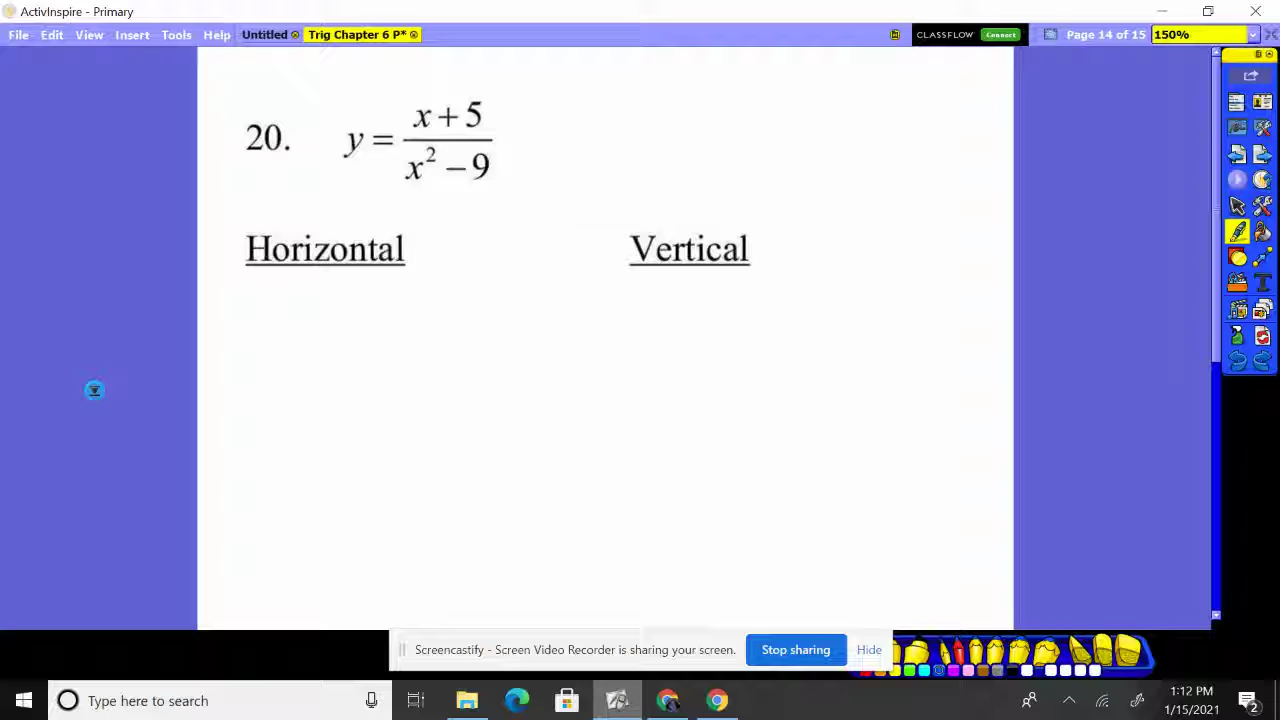 ActivInspire - Primary
File Edit View Insert Tools Help Untitled Trig Chapter 6 P* CLASSFLOW Connect Page 14 of 15 150%
20. y = (x + 5) / (x² − 9)
Horizontal Vertical
Screencastify - Screen Video Recorder is sharing your screen. Stop sharing Hide
Type here to search
1:12 PM
1/15/2021
2